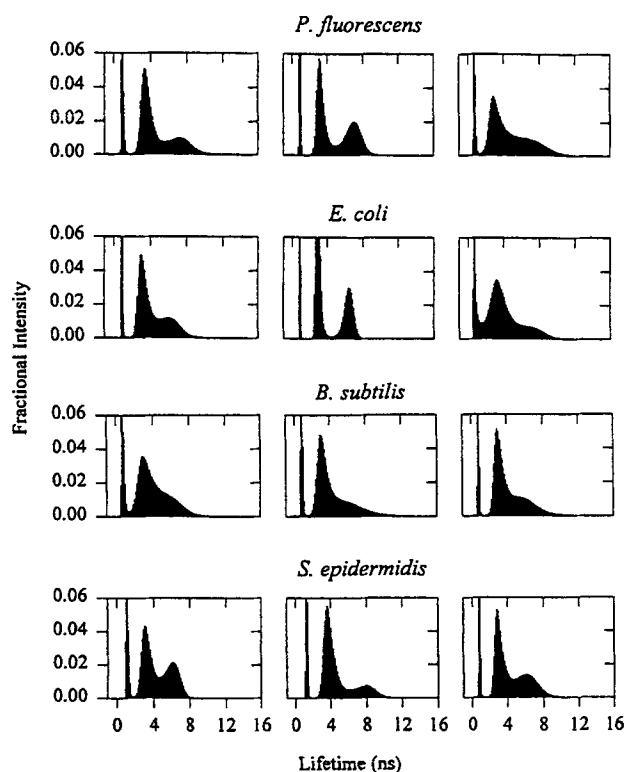 P. fluorescens
0.06
0.04
0.02
0.00
E. coli
0.06
0.04
0.02
0.00
B. subtilis
0.06
0.04
0.02
0.00
S. epidermidis
0.06
0.04
0.02
0.00
0 4 8 12 16 0 4 8 12 16 0 4 8 12 16
Lifetime (ns)
Fractional Intensity